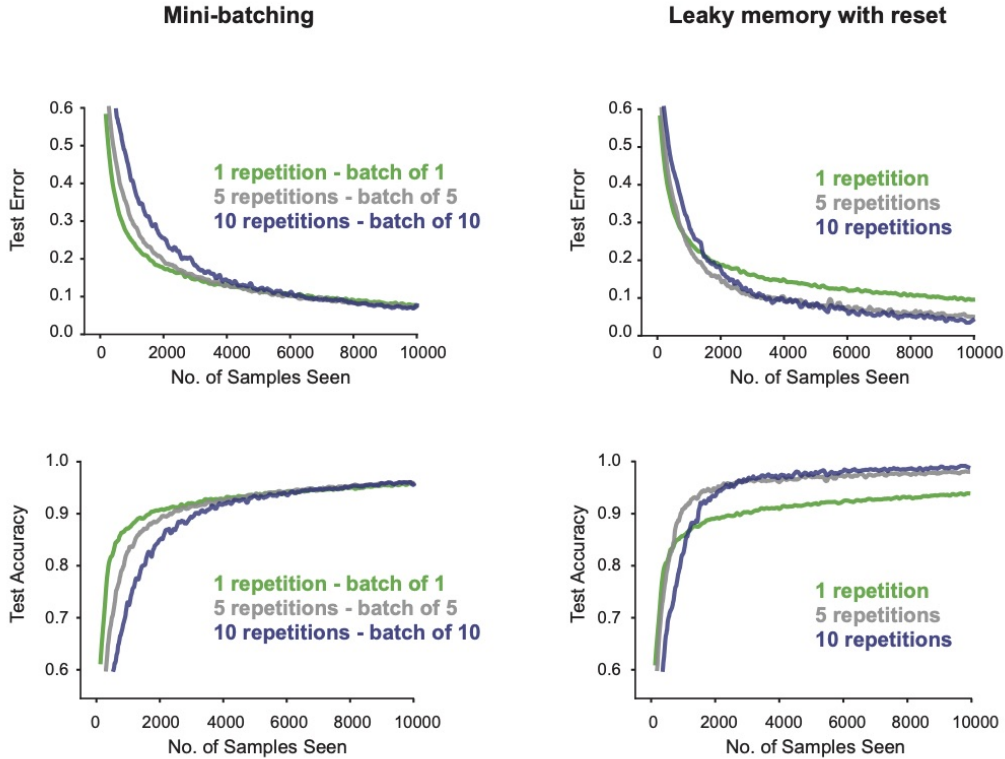 Mini-batching
Leaky memory with reset
0.6
0.5
0.4
0.3
0.2
0.1
0.0
Test Error
1 repetition - batch of 1
5 repetitions - batch of 5
10 repetitions - batch of 10
0 2000 4000 6000 8000 10000
No. of Samples Seen
0.6
0.5
0.4
0.3
0.2
0.1
0.0
Test Error
1 repetition
5 repetitions
10 repetitions
0 2000 4000 6000 8000 10000
No. of Samples Seen
1.0
0.9
0.8
0.7
0.6
Test Accuracy
1 repetition - batch of 1
5 repetitions - batch of 5
10 repetitions - batch of 10
0 2000 4000 6000 8000 10000
No. of Samples Seen
1.0
0.9
0.8
0.7
0.6
Test Accuracy
1 repetition
5 repetitions
10 repetitions
0 2000 4000 6000 8000 10000
No. of Samples Seen